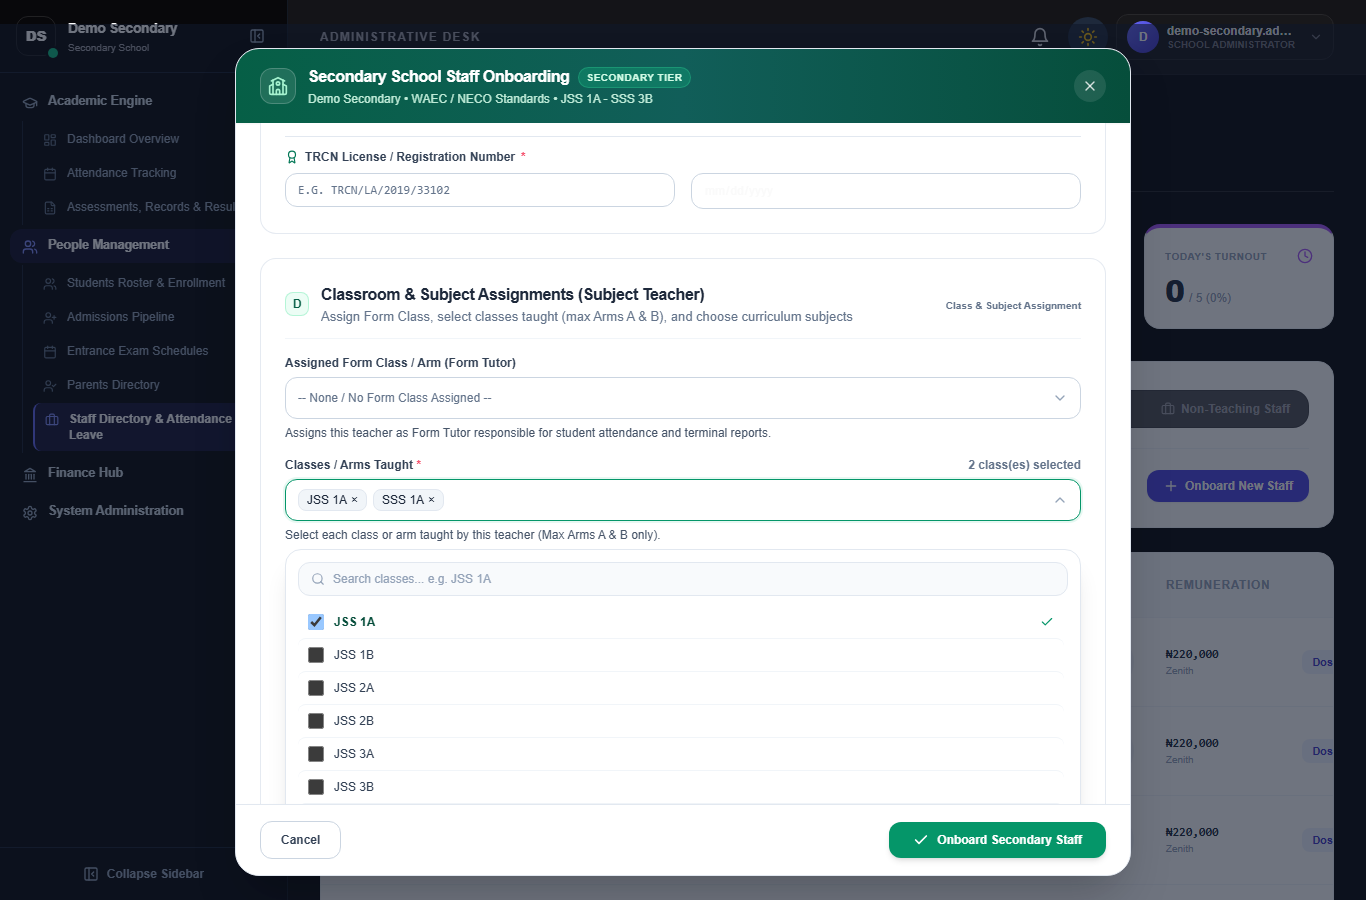 DS
Demo Secondary
Secondary School
ADMINISTRATIVE DESK
D
demo-secondary.ad...
SCHOOL ADMINISTRATOR
Academic Engine
Dashboard Overview
Attendance Tracking
Assessments, Records & Resul
People Management
Students Roster & Enrollment
Admissions Pipeline
Entrance Exam Schedules
Parents Directory
Staff Directory & Attendance
Leave
Finance Hub
System Administration
Collapse Sidebar
Secondary School Staff Onboarding
SECONDARY TIER
Demo Secondary • WAEC / NECO Standards • JSS 1A - SSS 3B
TRCN License / Registration Number *
E.G. TRCN/LA/2019/33102
mm/dd/yyyy
D
Classroom & Subject Assignments (Subject Teacher)
Assign Form Class, select classes taught (max Arms A & B), and choose curriculum subjects
Class & Subject Assignment
Assigned Form Class / Arm (Form Tutor)
-- None / No Form Class Assigned --
Assigns this teacher as Form Tutor responsible for student attendance and terminal reports.
Classes / Arms Taught *
2 class(es) selected
JSS 1A ×
SSS 1A ×
Select each class or arm taught by this teacher (Max Arms A & B only).
Search classes... e.g. JSS 1A
JSS 1A
JSS 1B
JSS 2A
JSS 2B
JSS 3A
JSS 3B
Cancel
Onboard Secondary Staff
TODAY'S TURNOUT
0 / 5 (0%)
Non-Teaching Staff
Onboard New Staff
REMUNERATION
₦220,000
Zenith
Dos
₦220,000
Zenith
Dos
₦220,000
Zenith
Dos